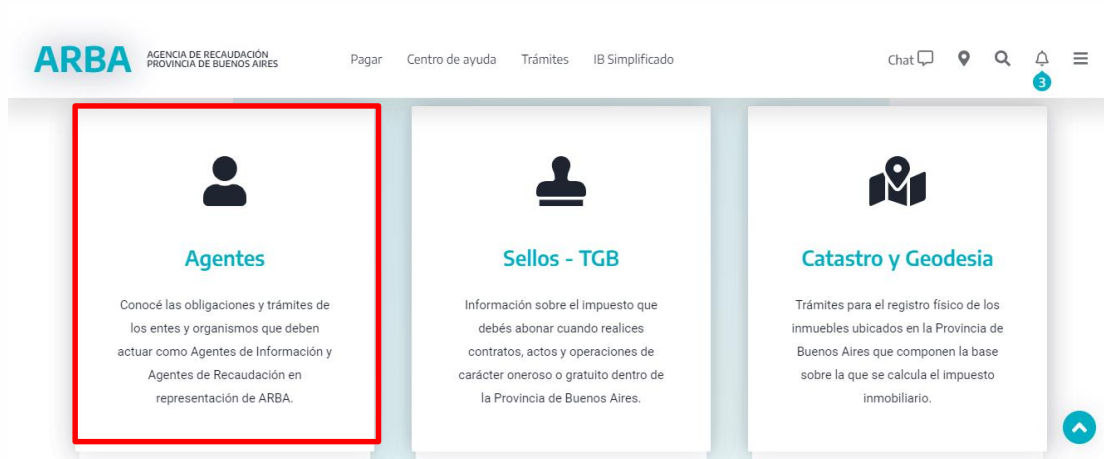 ARBA
AGENCIA DE RECAUDACIÓN
PROVINCIA DE BUENOS AIRES
Pagar
Centro de ayuda
Trámites
IB Simplificado
Chat
3
Agentes
Conocé las obligaciones y trámites de
los entes y organismos que deben
actuar como Agentes de Información y
Agentes de Recaudación en
representación de ARBA.
Sellos - TGB
Información sobre el impuesto que
debés abonar cuando realices
contratos, actos y operaciones de
carácter oneroso o gratuito dentro de
la Provincia de Buenos Aires.
Catastro y Geodesia
Trámites para el registro físico de los
inmuebles ubicados en la Provincia de
Buenos Aires que componen la base
sobre la que se calcula el impuesto
inmobiliario.